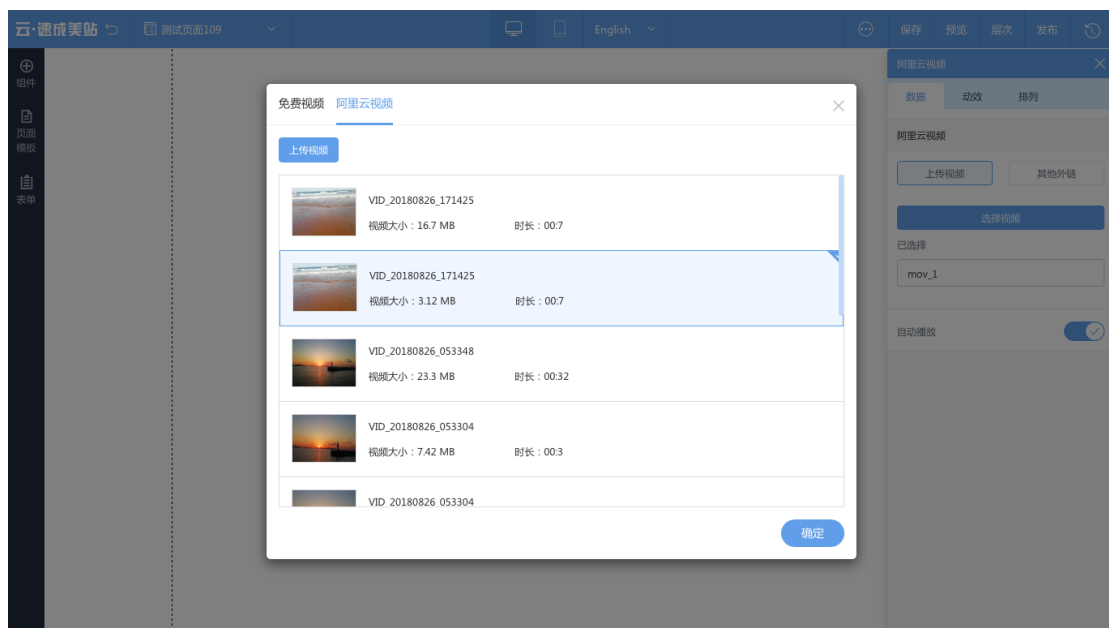 云·速成美站
测试页面109
English
保存
预览
层次
发布
组件
页面
模板
表单
免费视频
阿里云视频
上传视频
VID_20180826_171425
视频大小：16.7 MB
时长：00:7
VID_20180826_171425
视频大小：3.12 MB
时长：00:7
VID_20180826_053348
视频大小：23.3 MB
时长：00:32
VID_20180826_053304
视频大小：7.42 MB
时长：00:3
VID_20180826_053304
确定
阿里云视频
数据
动效
排列
阿里云视频
上传视频
其他外链
选择视频
已选择
mov_1
自动播放